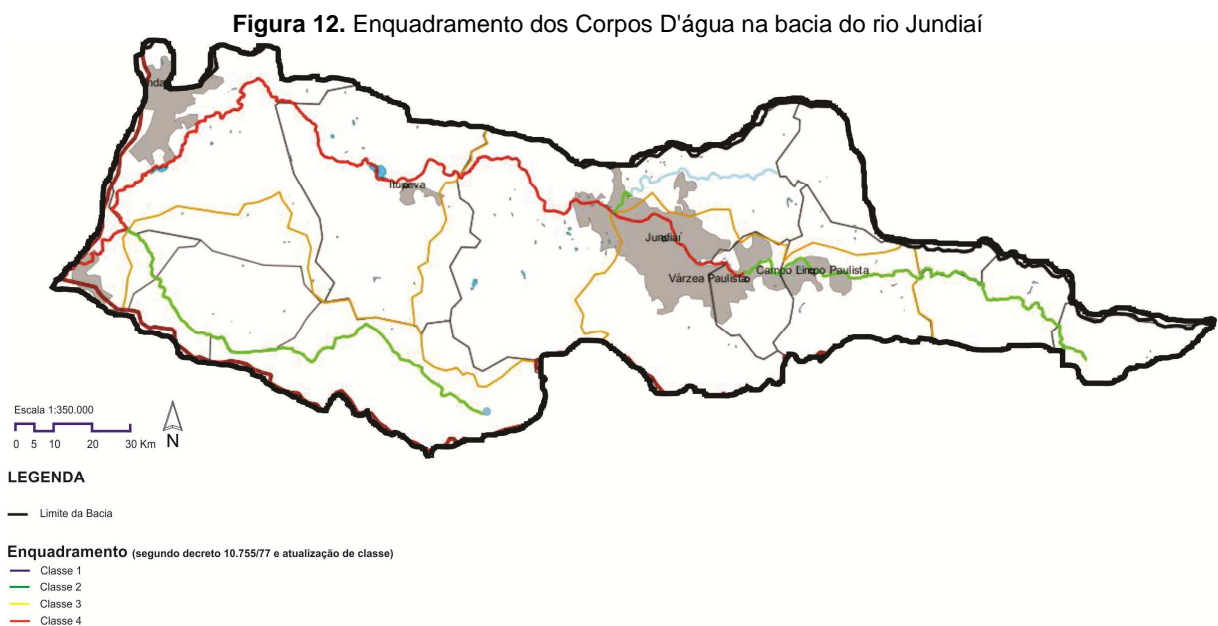 Figura 12. Enquadramento dos Corpos D'água na bacia do rio Jundiaí
nda
Itupeva
Jundiaí
Várzea Paulista
Campo Limpo Paulista
Escala 1:350.000
0 5 10 20 30 Km
N
LEGENDA
Limite da Bacia
Enquadramento (segundo decreto 10.755/77 e atualização de classe)
Classe 1
Classe 2
Classe 3
Classe 4